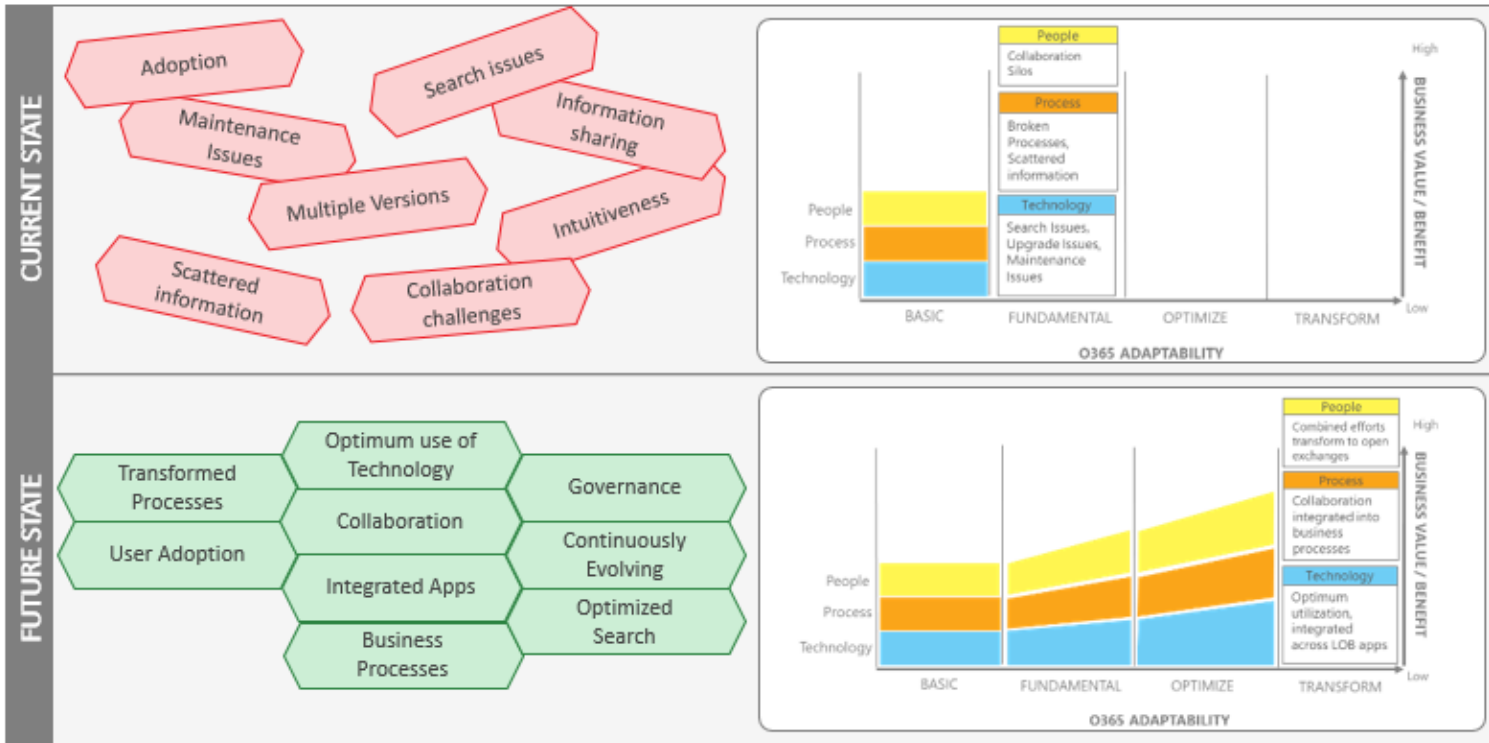 CURRENT STATE
Adoption
Search issues
Maintenance
Issues
Information
sharing
Multiple Versions
Intuitiveness
Scattered
information
Collaboration
challenges
People
Collaboration
Silos
Process
Broken
Processes,
Scattered
information
Technology
Search Issues.
Upgrade Issues,
Maintenance
Issues
People
Process
Technology
BASIC
FUNDAMENTAL
OPTIMIZE
TRANSFORM
O365 ADAPTABILITY
High
BUSINESS VALUE / BENEFIT
Low
FUTURE STATE
Optimum use of
Technology
Transformed
Processes
Governance
Collaboration
User Adoption
Continuously
Evolving
Integrated Apps
Optimized
Search
Business
Processes
People
Combined efforts
transform to open
exchanges
Process
Collaboration
integrated into
business
processes
Technology
Optimum
utilization,
integrated
across LOB apps
People
Process
Technology
BASIC
FUNDAMENTAL
OPTIMIZE
TRANSFORM
O365 ADAPTABILITY
High
BUSINESS VALUE / BENEFIT
Low